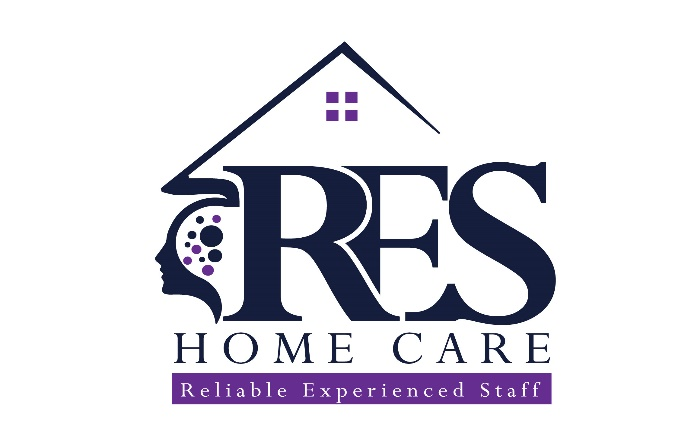 RES
HOME CARE
Reliable Experienced Staff